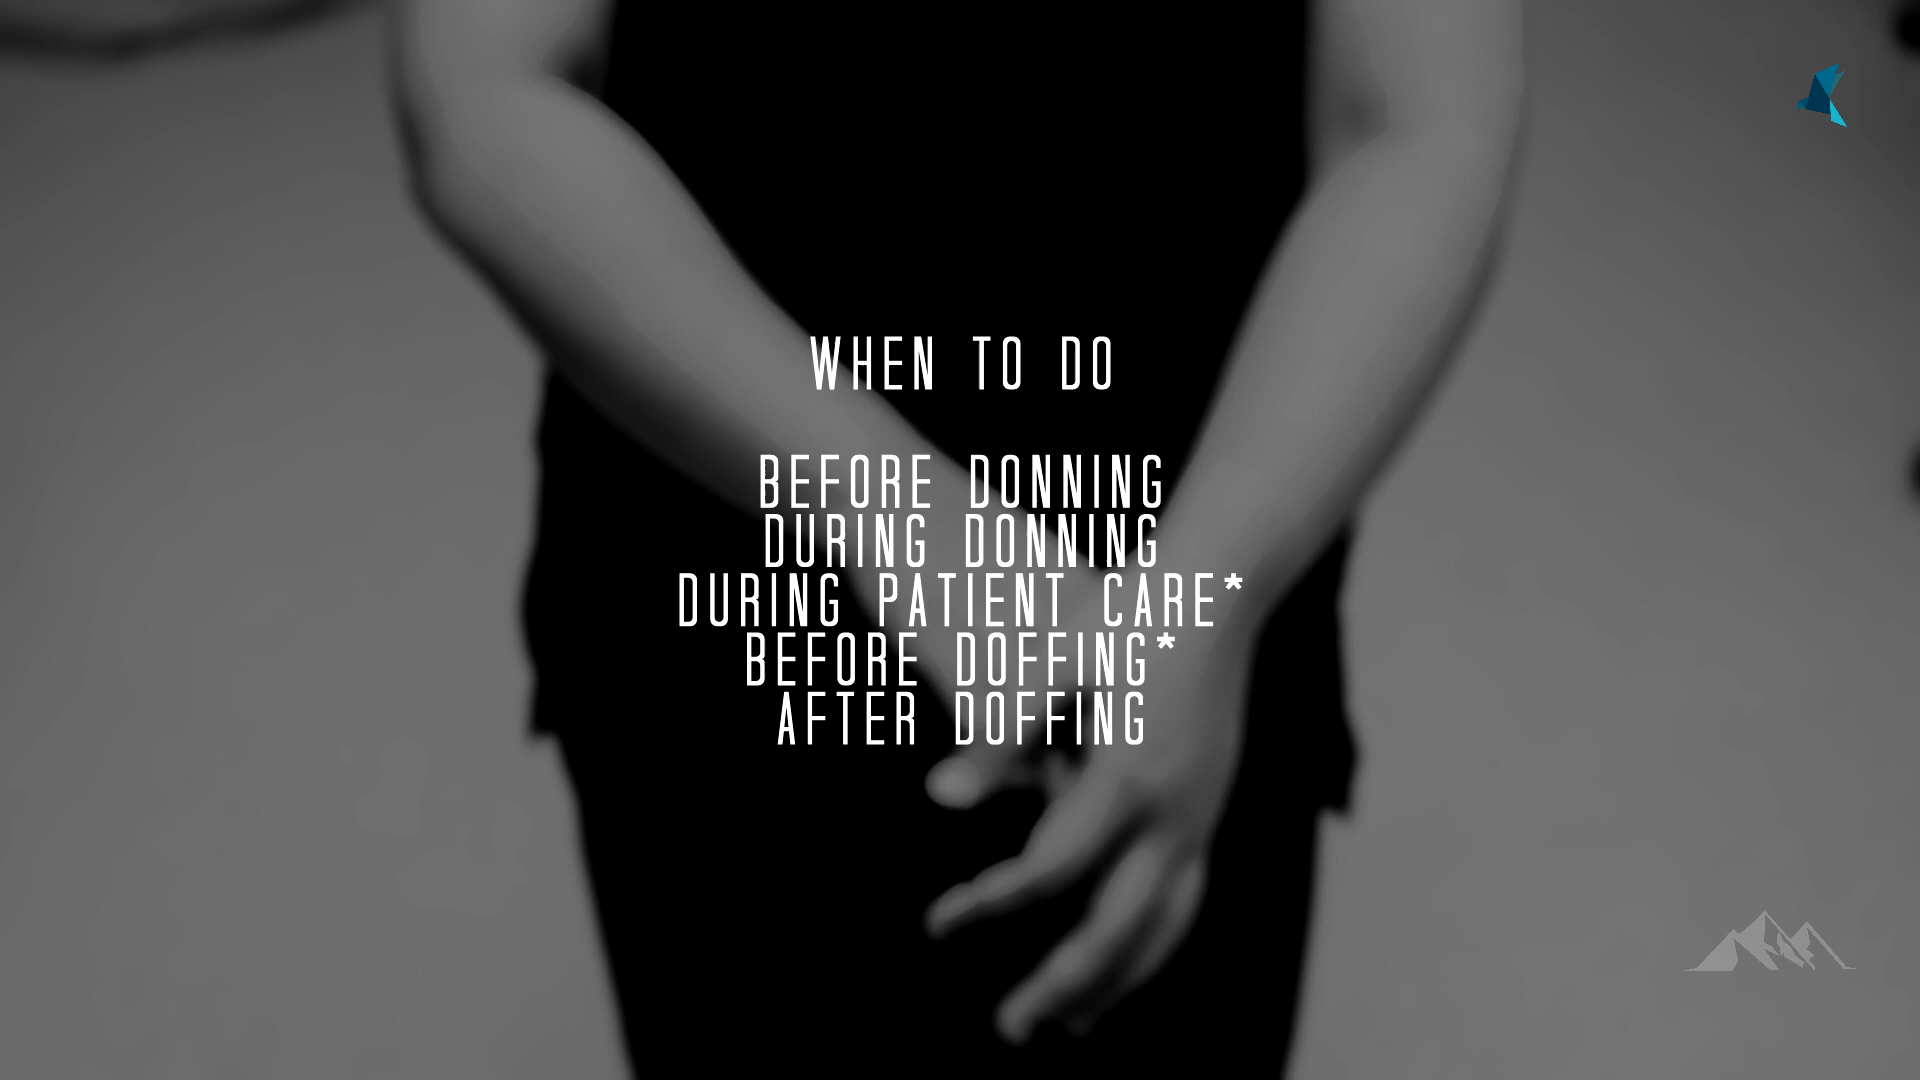 WHEN TO DO
BEFORE DONNING
DURING DONNING
DURING PATIENT CARE*
BEFORE DOFFING*
AFTER DOFFING